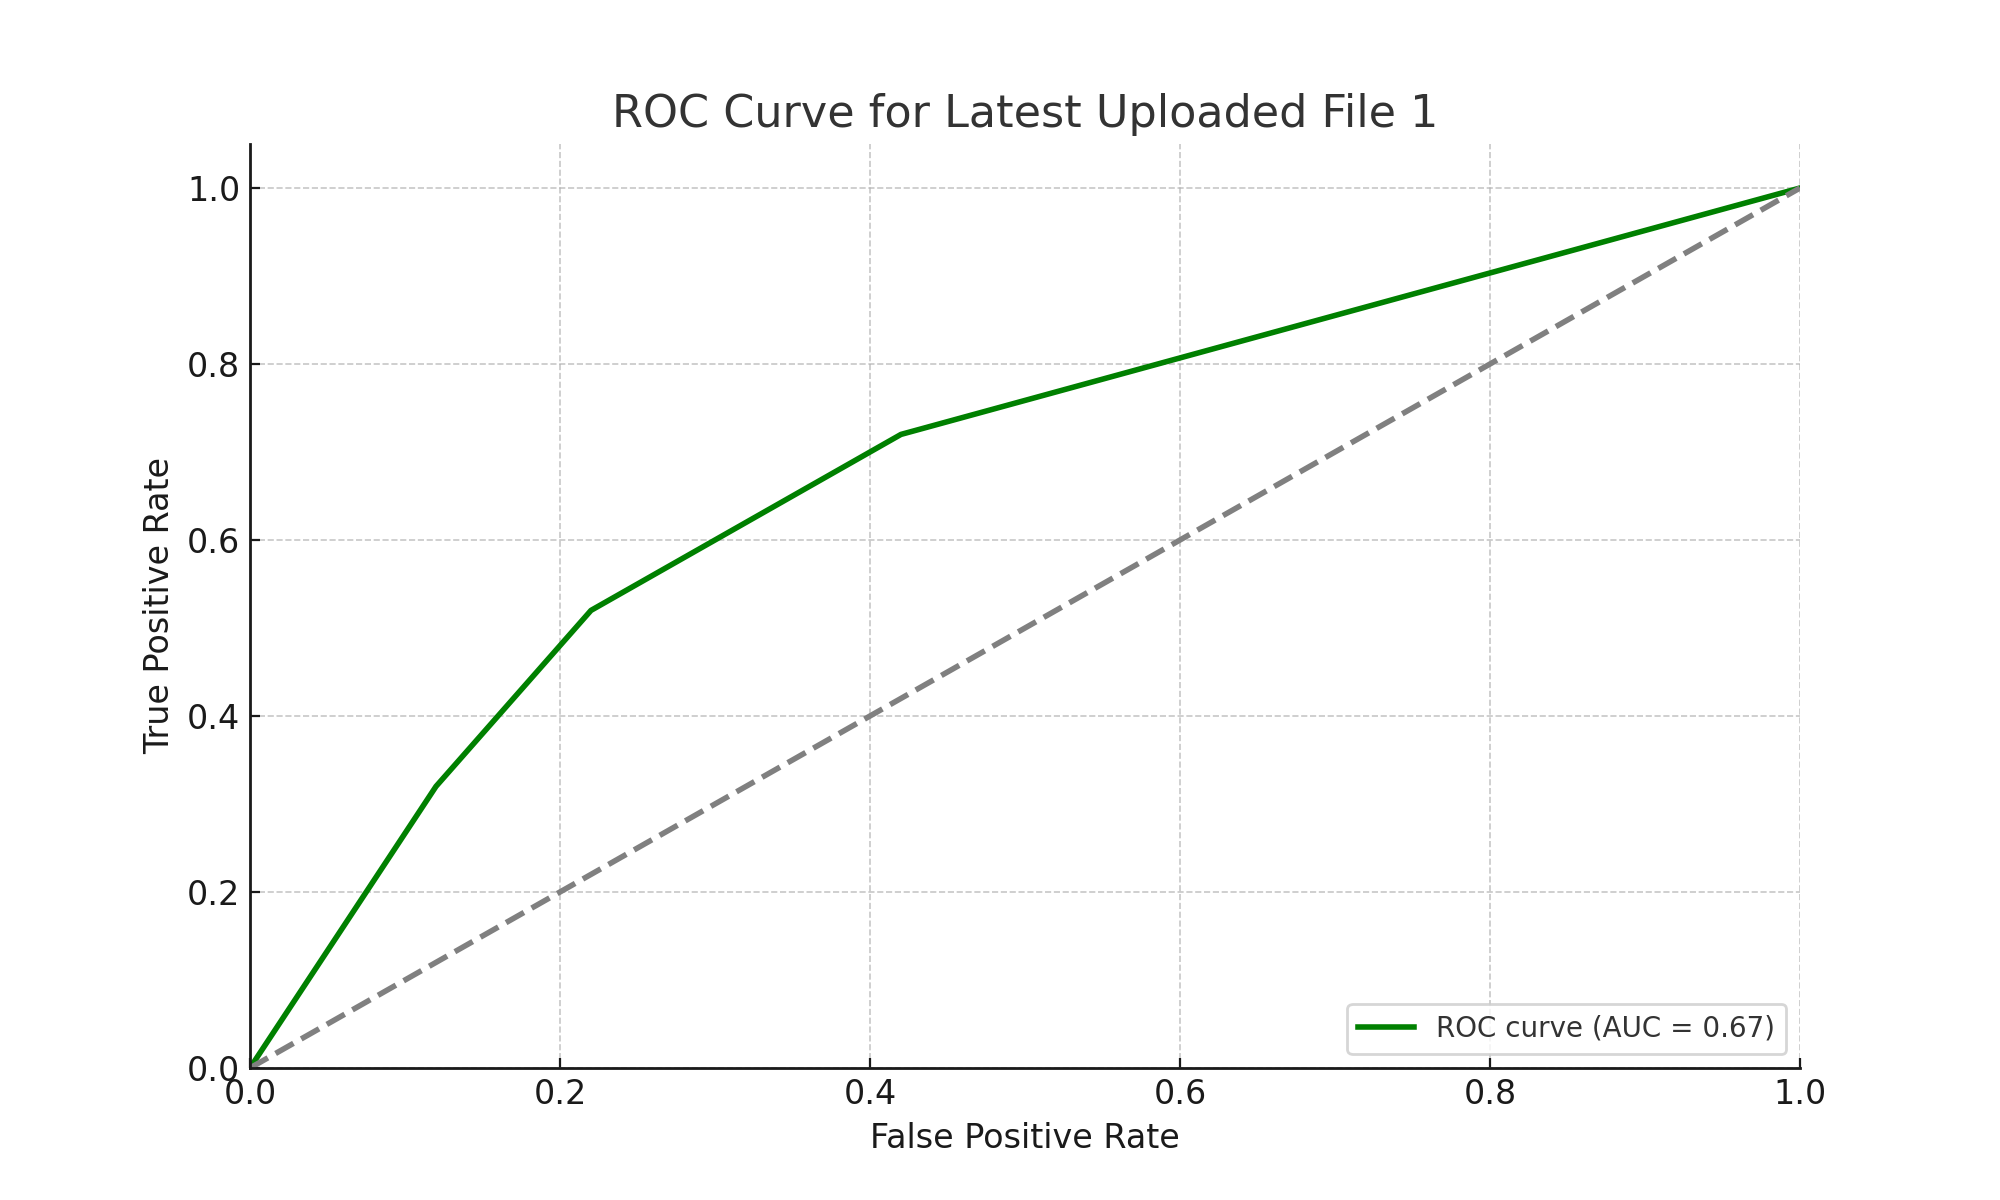 ROC Curve for Latest Uploaded File 1
True Positive Rate
1.0
0.8
0.6
0.4
0.2
0.0
0.0 0.2 0.4 0.6 0.8 1.0
False Positive Rate
ROC curve (AUC = 0.67)